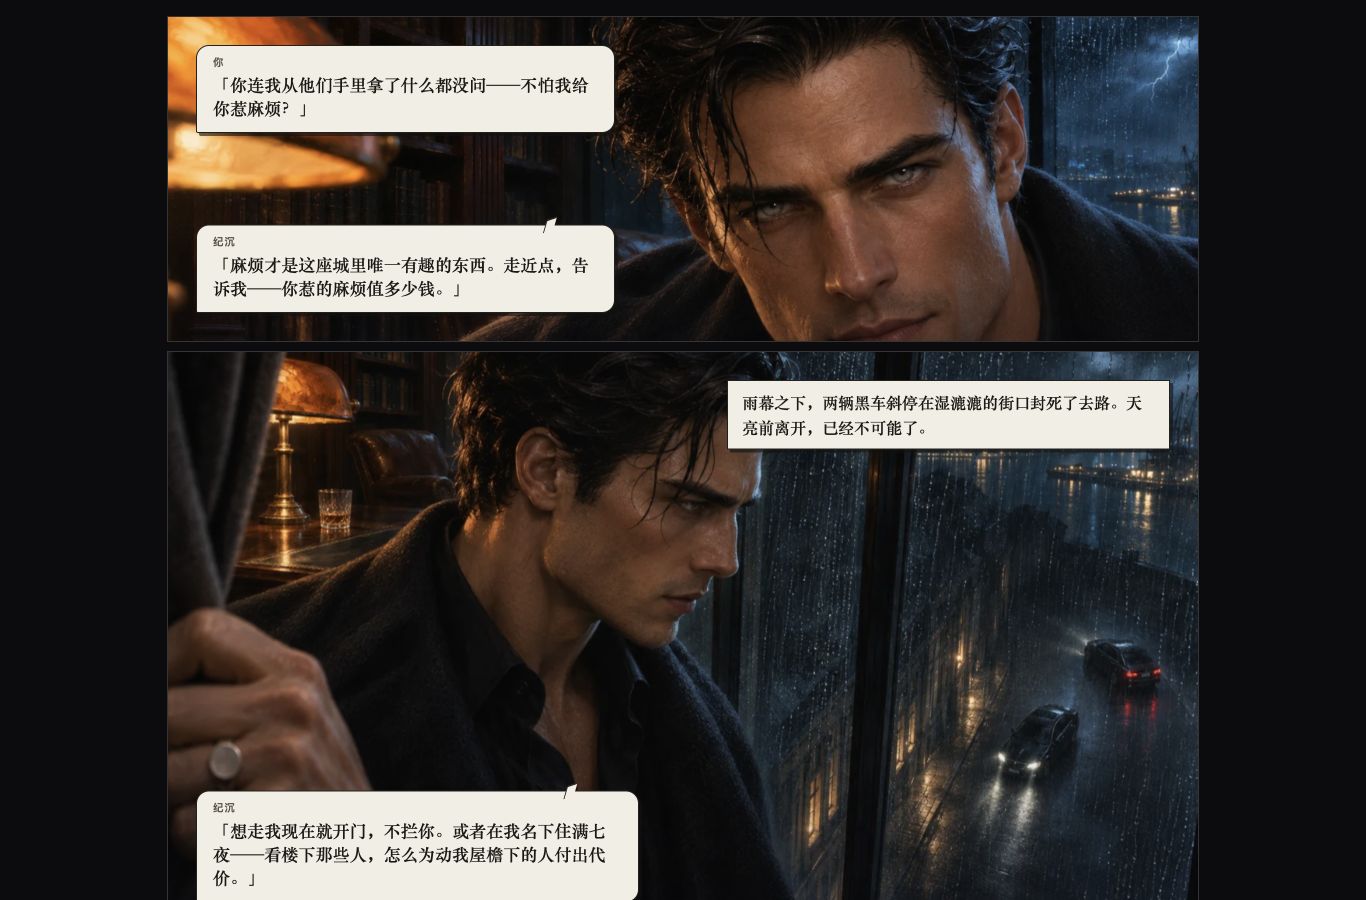 你
「你连我从他们手里拿了什么都没问——不怕我给
你惹麻烦？」
纪沉
「麻烦才是这座城里唯一有趣的东西。走近点，告
诉我——你惹的麻烦值多少钱。」
雨幕之下，两辆黑车斜停在湿漉漉的街口封死了去路。天
亮前离开，已经不可能了。
纪沉
「想走我现在就开门，不拦你。或者在我名下住满七
夜——看楼下那些人，怎么为动我屋檐下的人付出代
价。」